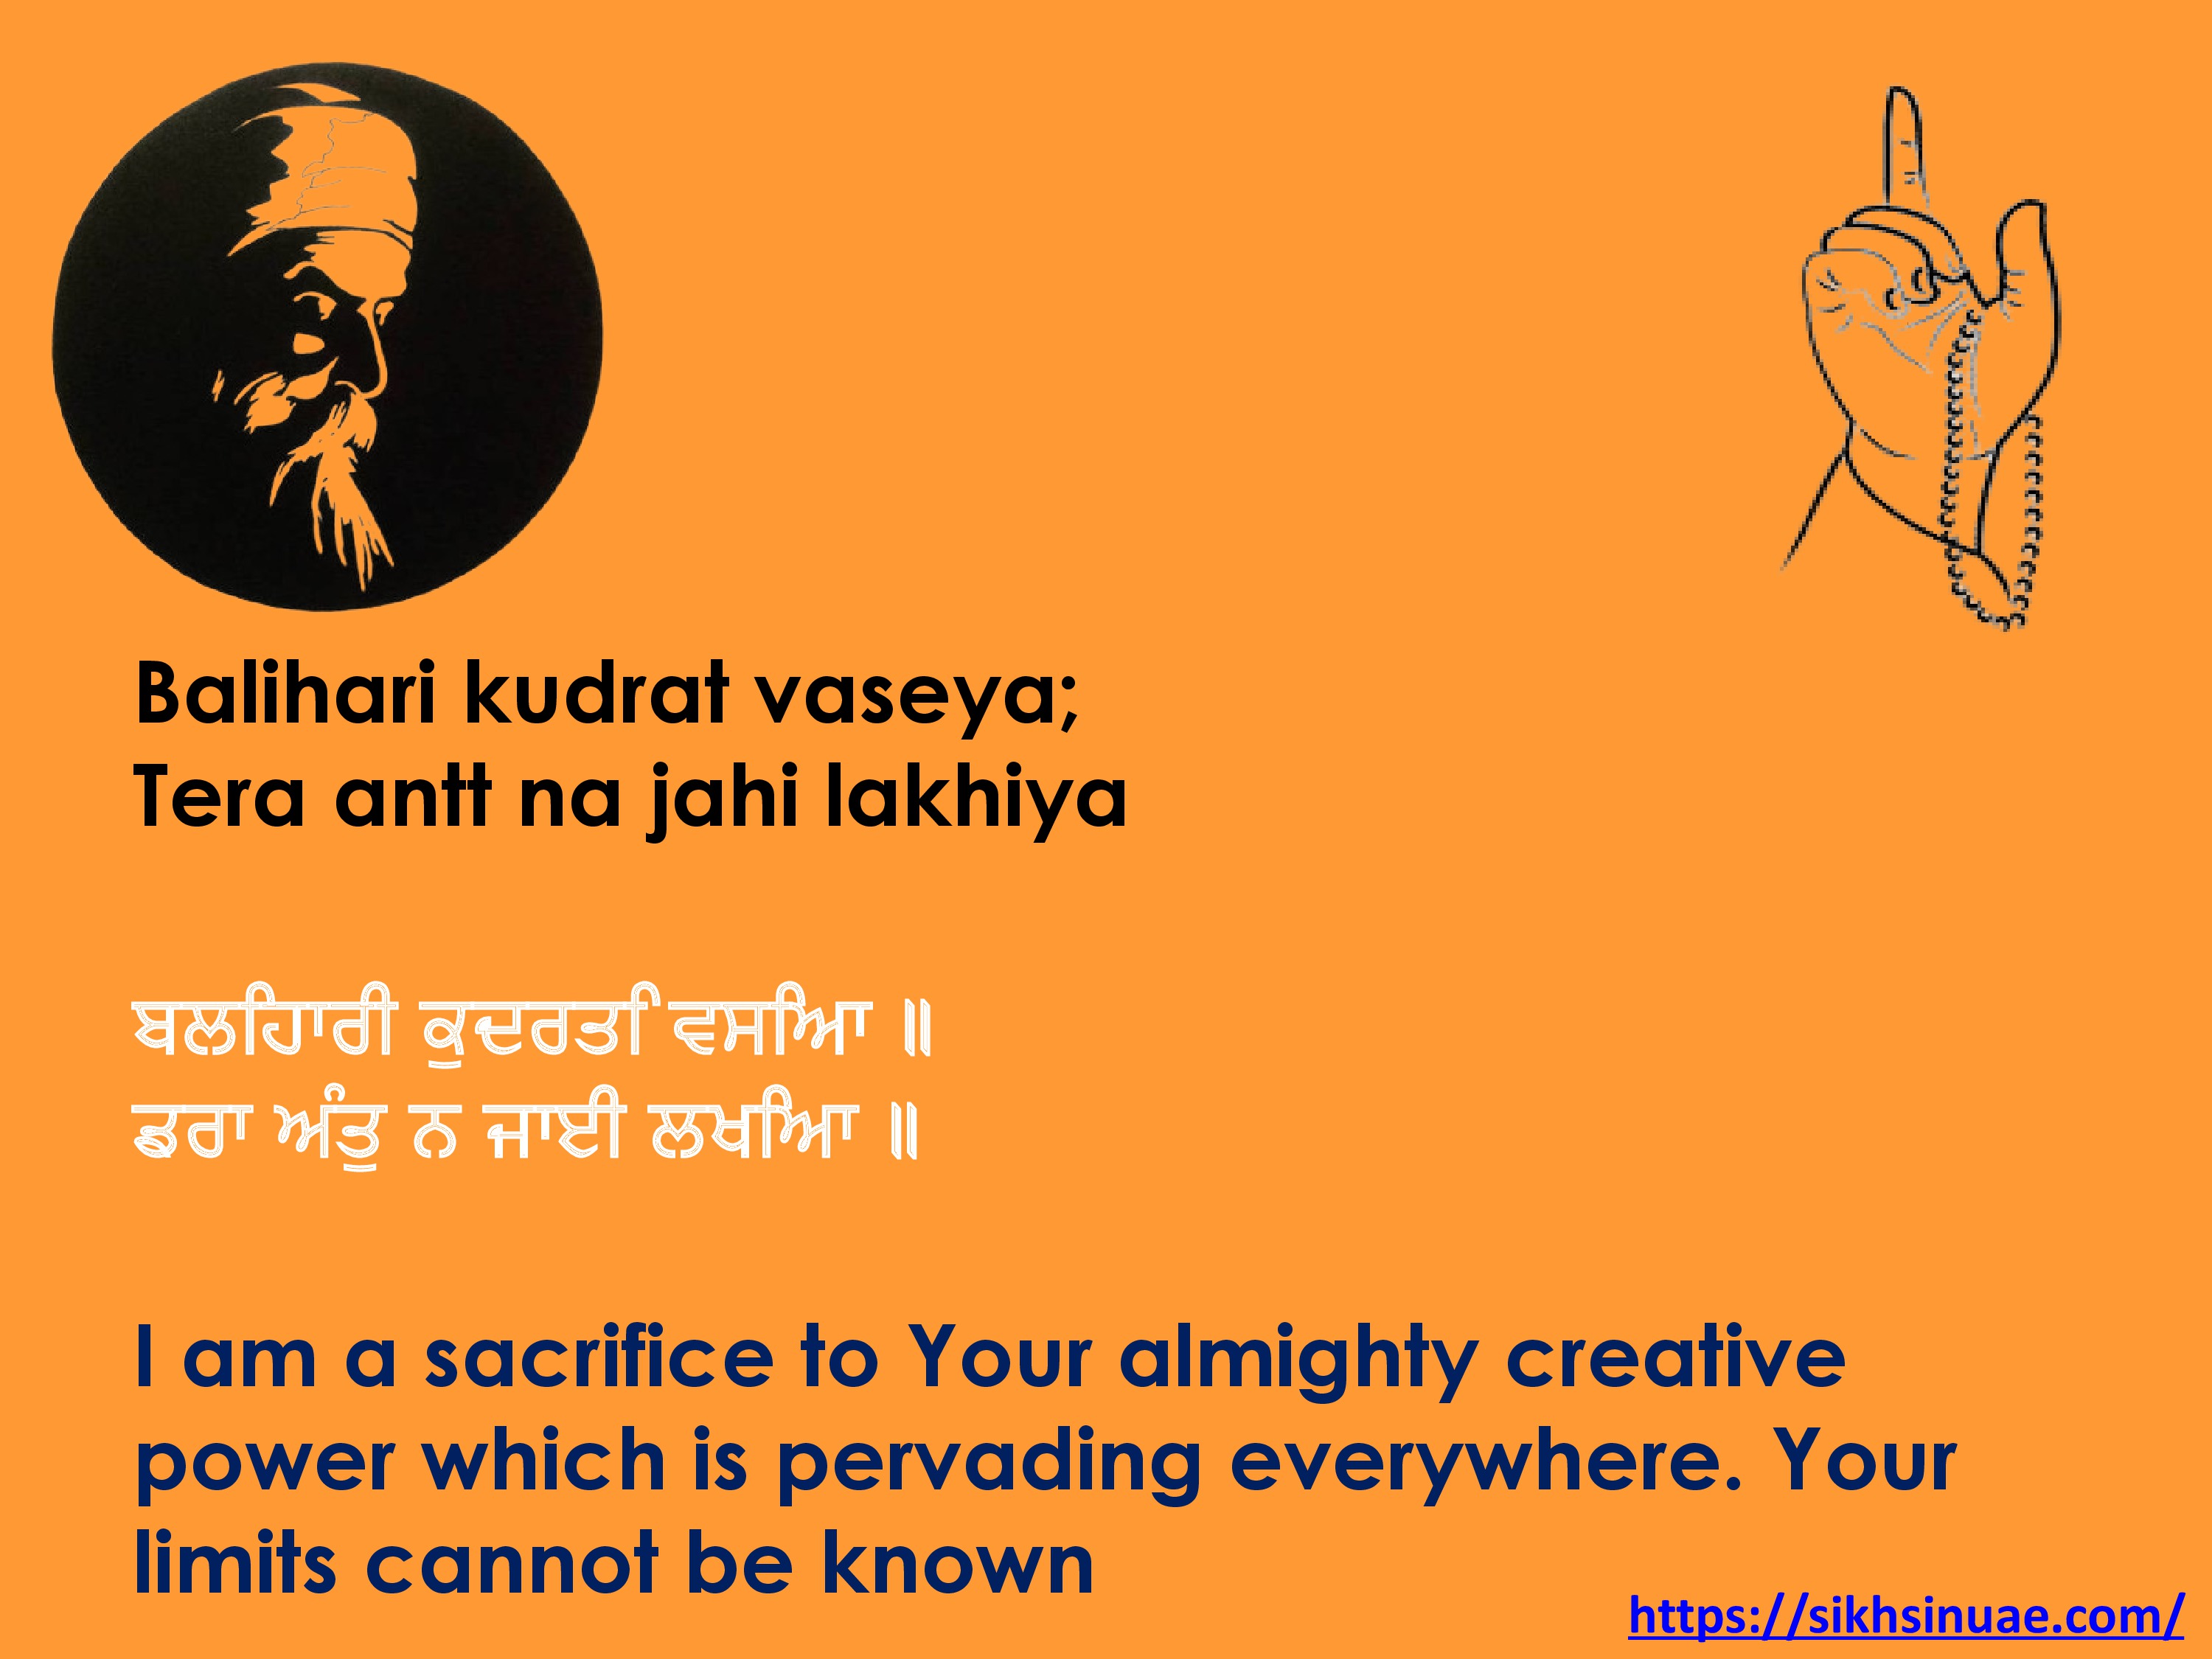 Balihari kudrat vaseya;
Tera antt na jahi lakhiya
ਬਲਿਹਾਰੀ ਕੁਦਰਤਿ ਵਸਿਆ ॥
ਡਰਾ ਅੰਤੁ ਨ ਜਾਈ ਲਖਿਆ ॥
I am a sacrifice to Your almighty creative
power which is pervading everywhere. Your
limits cannot be known
https://sikhsinuae.com/